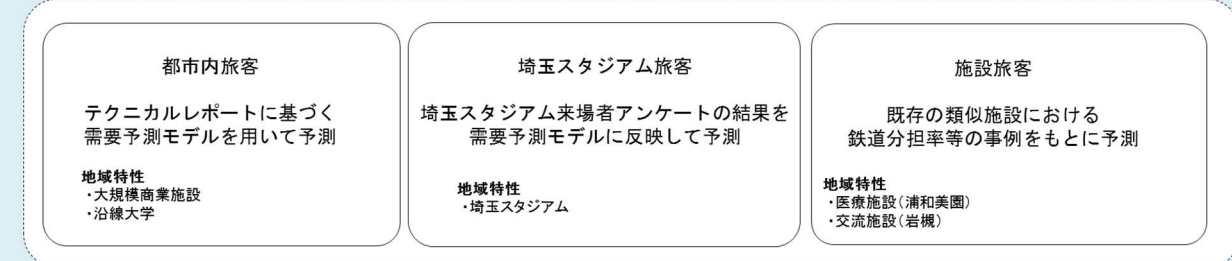 都市内旅客
テクニカルレポートに基づく
需要予測モデルを用いて予測
地域特性
・大規模商業施設
・沿線大学
埼玉スタジアム旅客
埼玉スタジアム来場者アンケートの結果を
需要予測モデルに反映して予測
地域特性
・埼玉スタジアム
施設旅客
既存の類似施設における
鉄道分担率等の事例をもとに予測
地域特性
・医療施設(浦和美園)
・交流施設(岩槻)